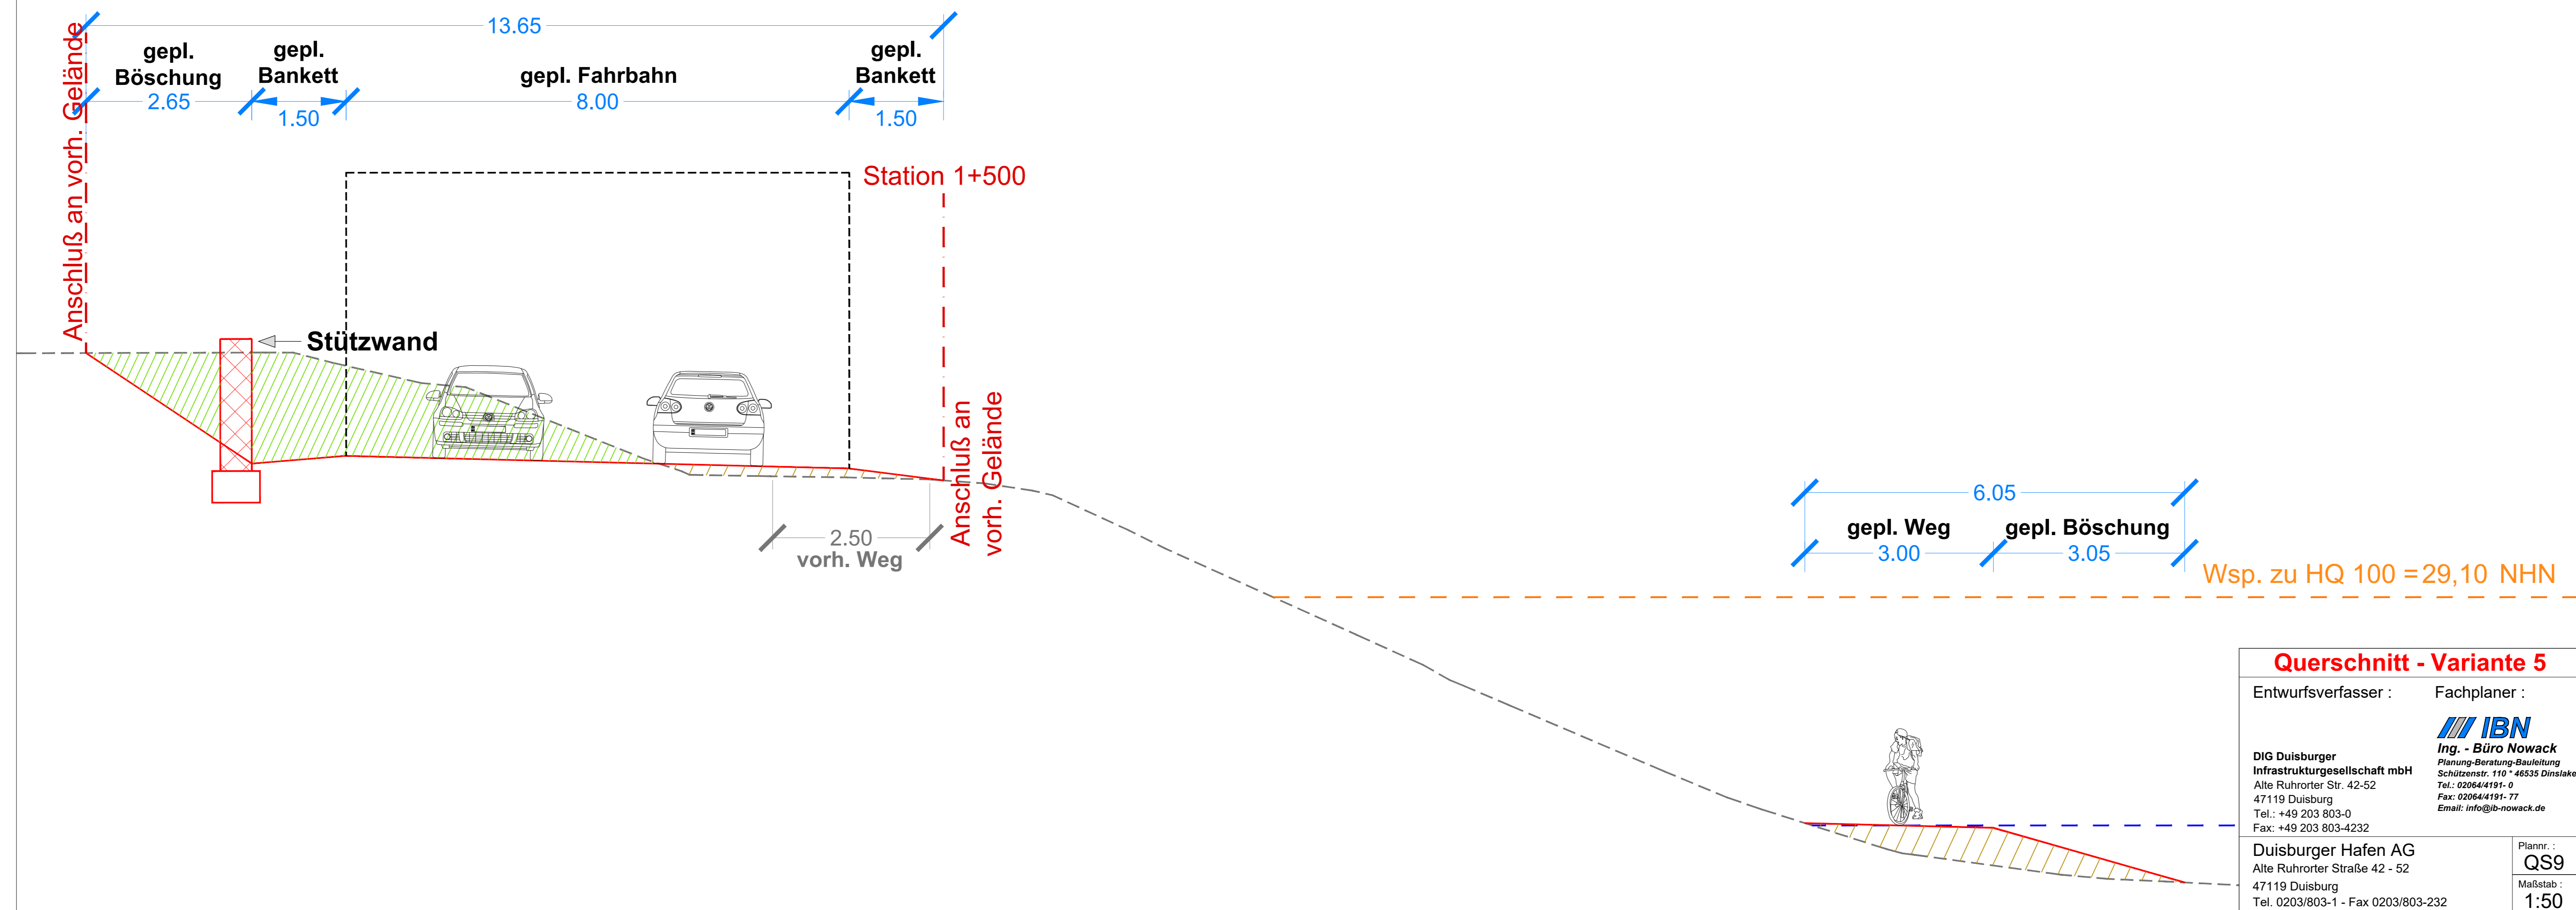 13.65
gepl.
Böschung
gepl.
Bankett
gepl. Fahrbahn
gepl.
Bankett
2.65
1.50
8.00
1.50
Anschluß an vorh. Gelände
Station 1+500
Stützwand
Anschluß an
vorh. Gelände
2.50
vorh. Weg
6.05
gepl. Weg
gepl. Böschung
3.00
3.05
Wsp. zu HQ 100 = 29,10 NHN
Querschnitt - Variante 5
Entwurfsverfasser :
Fachplaner :
IBN
Ing. - Büro Nowack
Planung-Beratung-Bauleitung
Schützenstr. 110 * 46535 Dinslake
Tel.: 02064/4191- 0
Fax: 02064/4191- 77
Email: info@ib-nowack.de
DIG Duisburger
Infrastrukturgesellschaft mbH
Alte Ruhrorter Str. 42-52
47119 Duisburg
Tel.: +49 203 803-0
Fax: +49 203 803-4232
Duisburger Hafen AG
Alte Ruhrorter Straße 42 - 52
47119 Duisburg
Tel. 0203/803-1 - Fax 0203/803-232
Plannr. :
QS9
Maßstab :
1:50